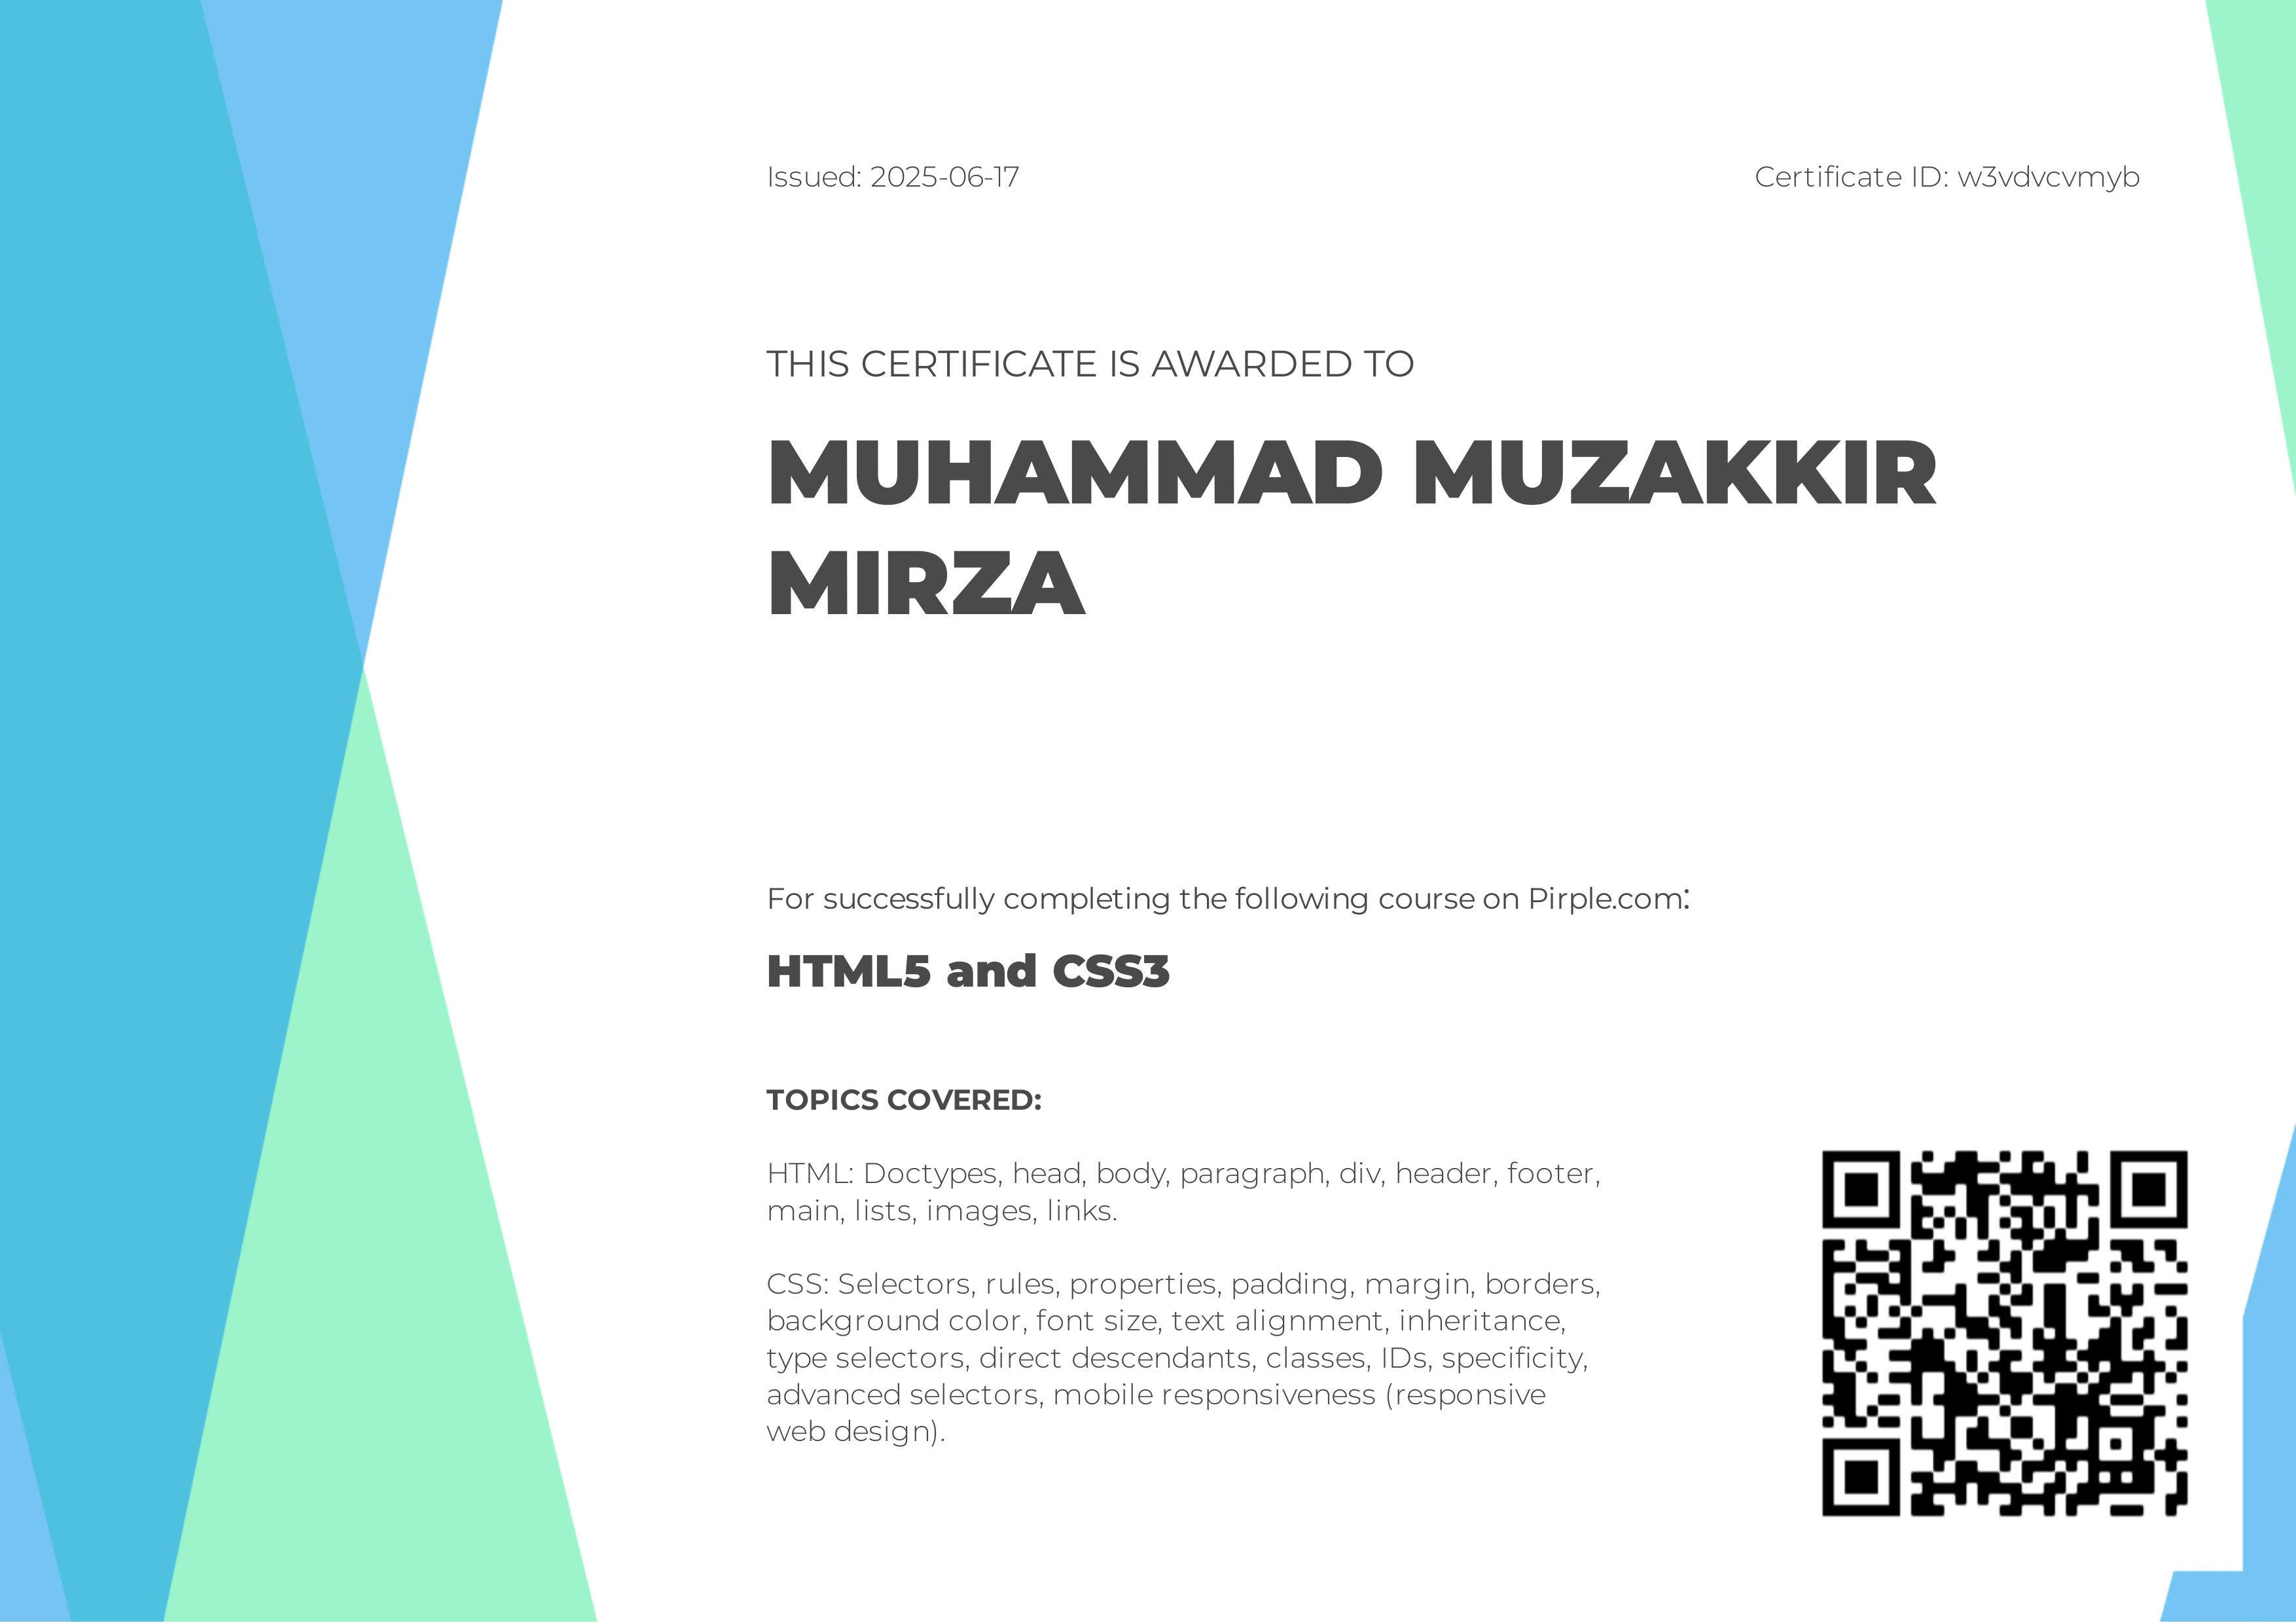 Issued: 2025-06-17
Certificate ID: w3vdvcvmyb
THIS CERTIFICATE IS AWARDED TO
MUHAMMAD MUZAKKIR
MIRZA
For successfully completing the following course on Pirple.com:
HTML5 and CSS3
TOPICS COVERED:
HTML: Doctypes, head, body, paragraph, div, header, footer,
main, lists, images, links.
CSS: Selectors, rules, properties, padding, margin, borders,
background color, font size, text alignment, inheritance,
type selectors, direct descendants, classes, IDs, specificity,
advanced selectors, mobile responsiveness (responsive
web design).